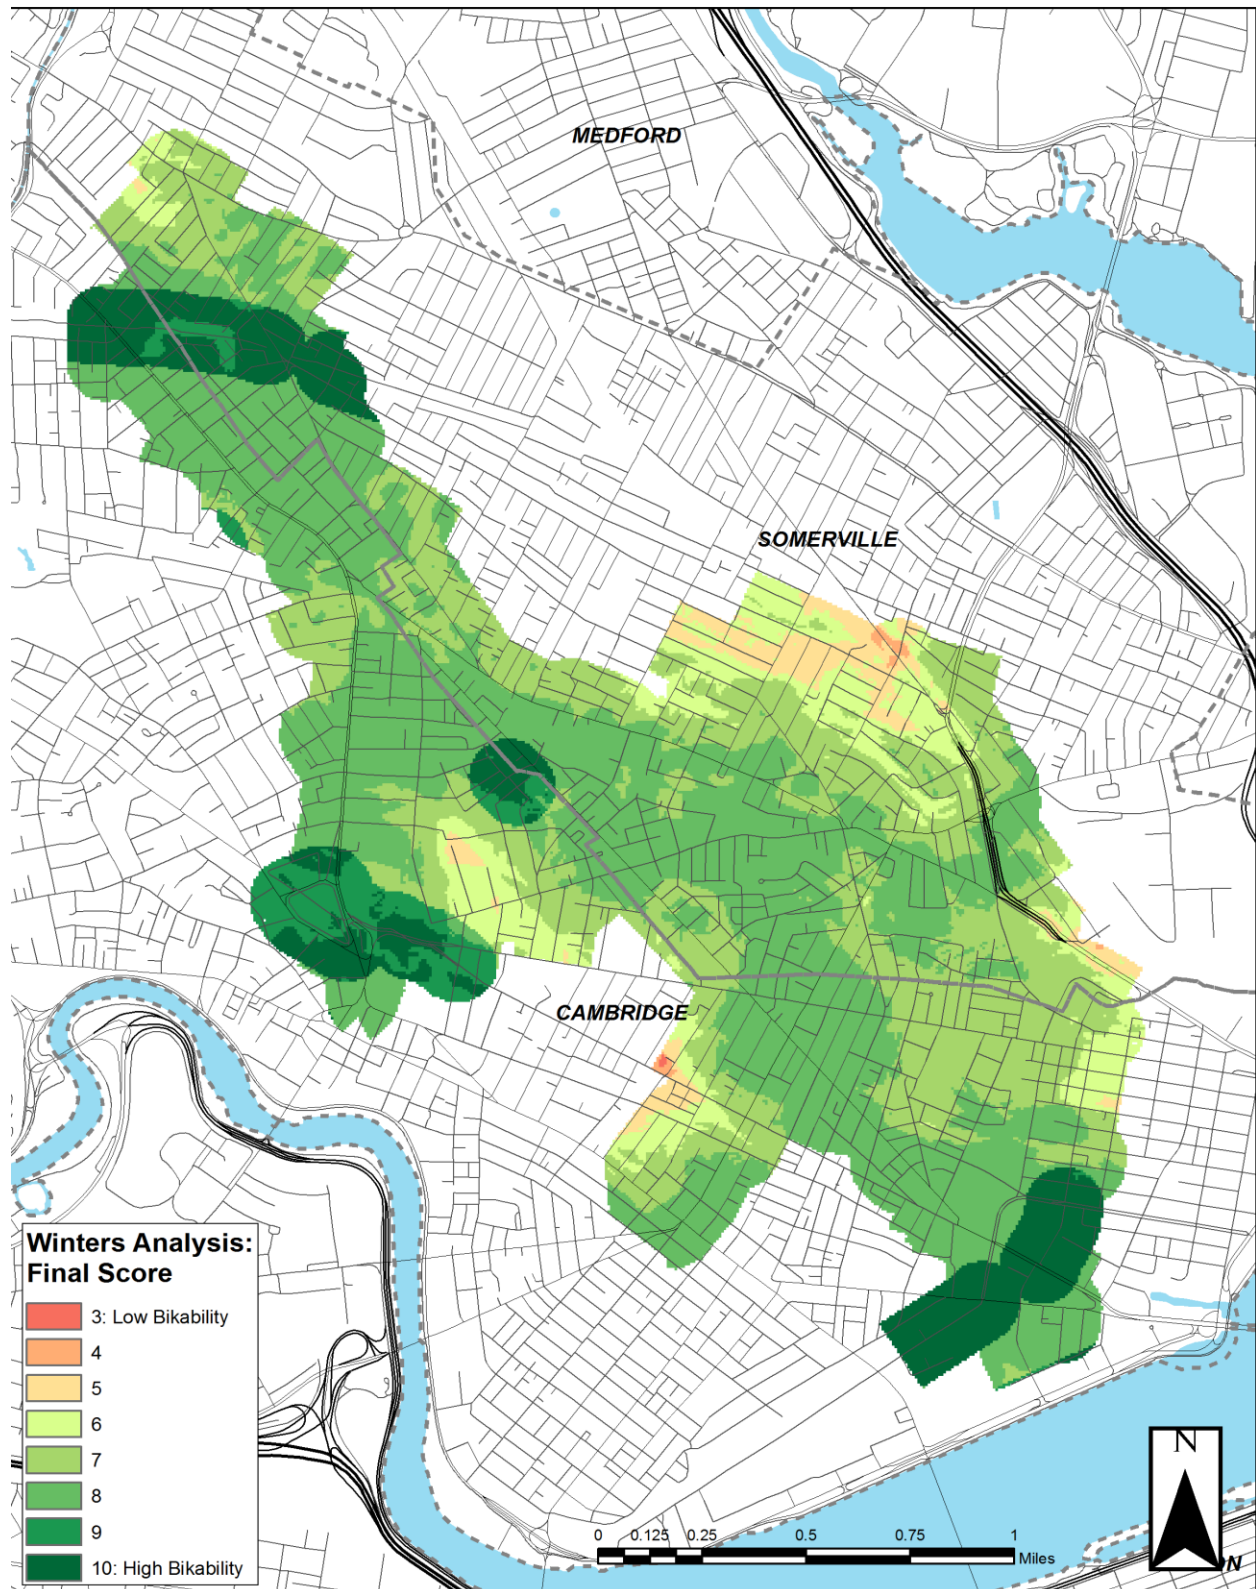 MEDFORD
SOMERVILLE
CAMBRIDGE
Winters Analysis:
Final Score
3: Low Bikability
4
5
6
7
8
9
10: High Bikability
0 0.125 0.25 0.5 0.75 1
Miles
N